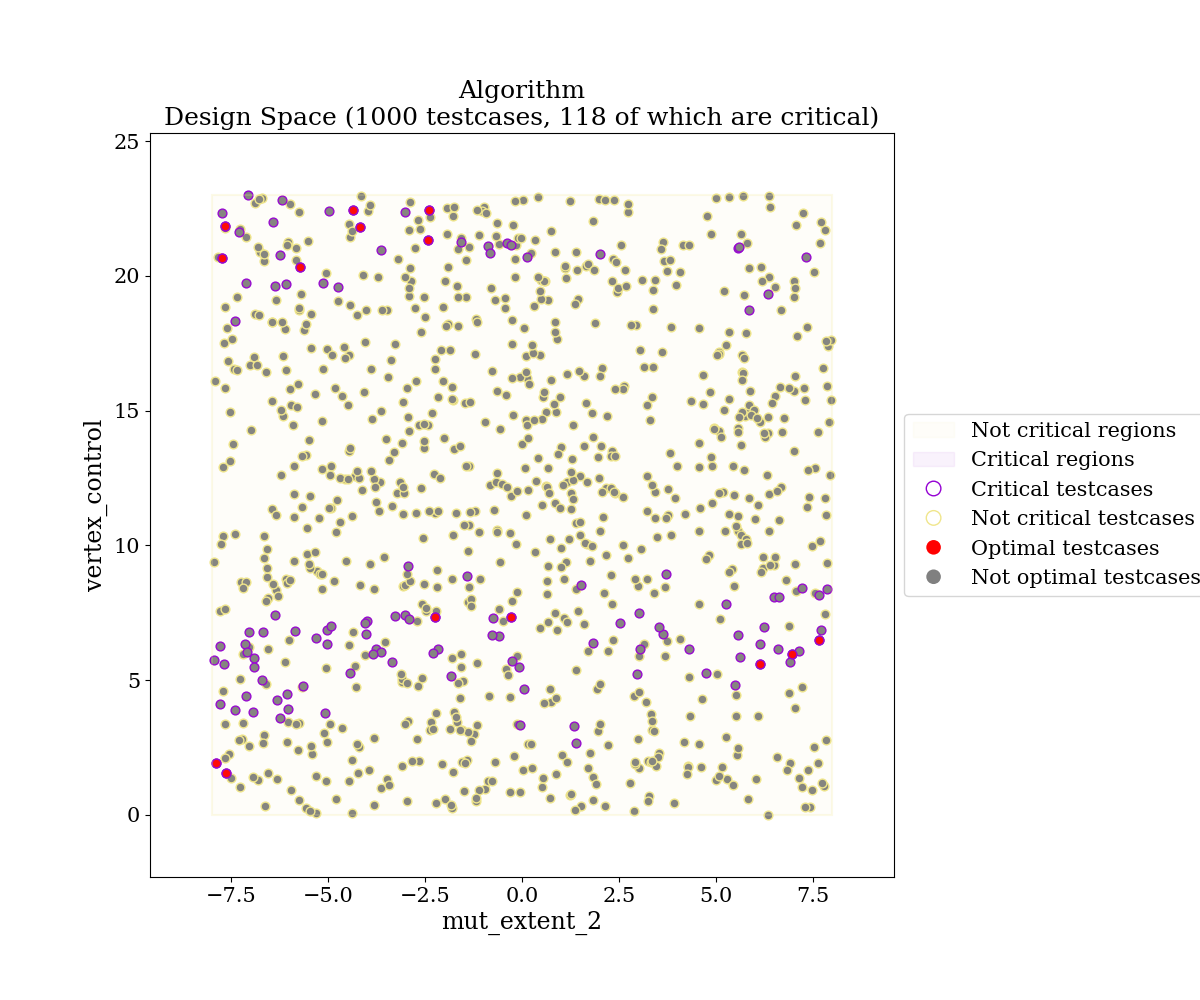 Algorithm
Design Space (1000 testcases, 118 of which are critical)
25
20
15
10
5
0
vertex_control
−7.5
−5.0
−2.5
0.0
2.5
5.0
7.5
mut_extent_2
Not critical regions
Critical regions
Critical testcases
Not critical testcases
Optimal testcases
Not optimal testcases